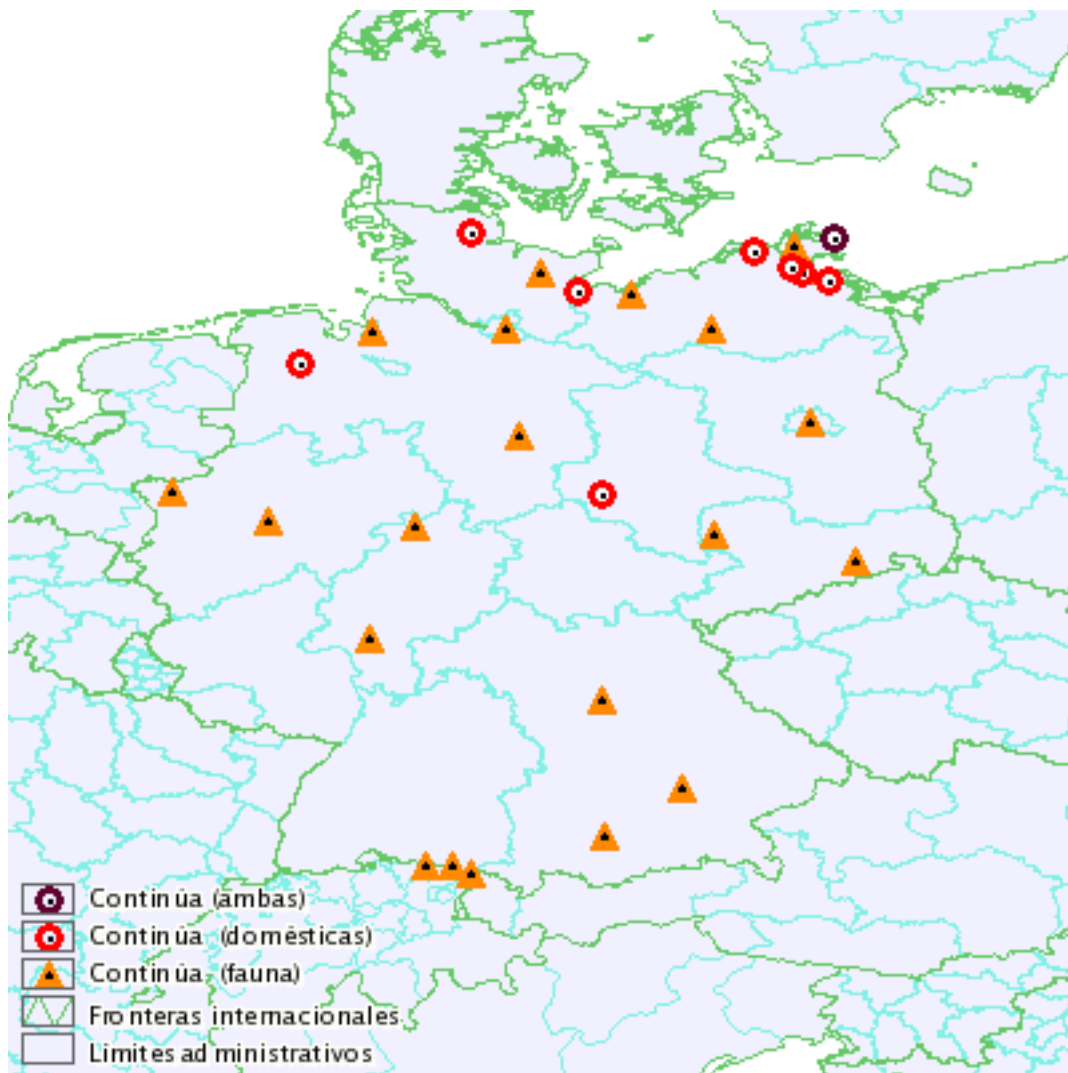 Continúa (ambas)
Continúa (domésticas)
Continúa (fauna)
Fronteras internacionales
Límites administrativos